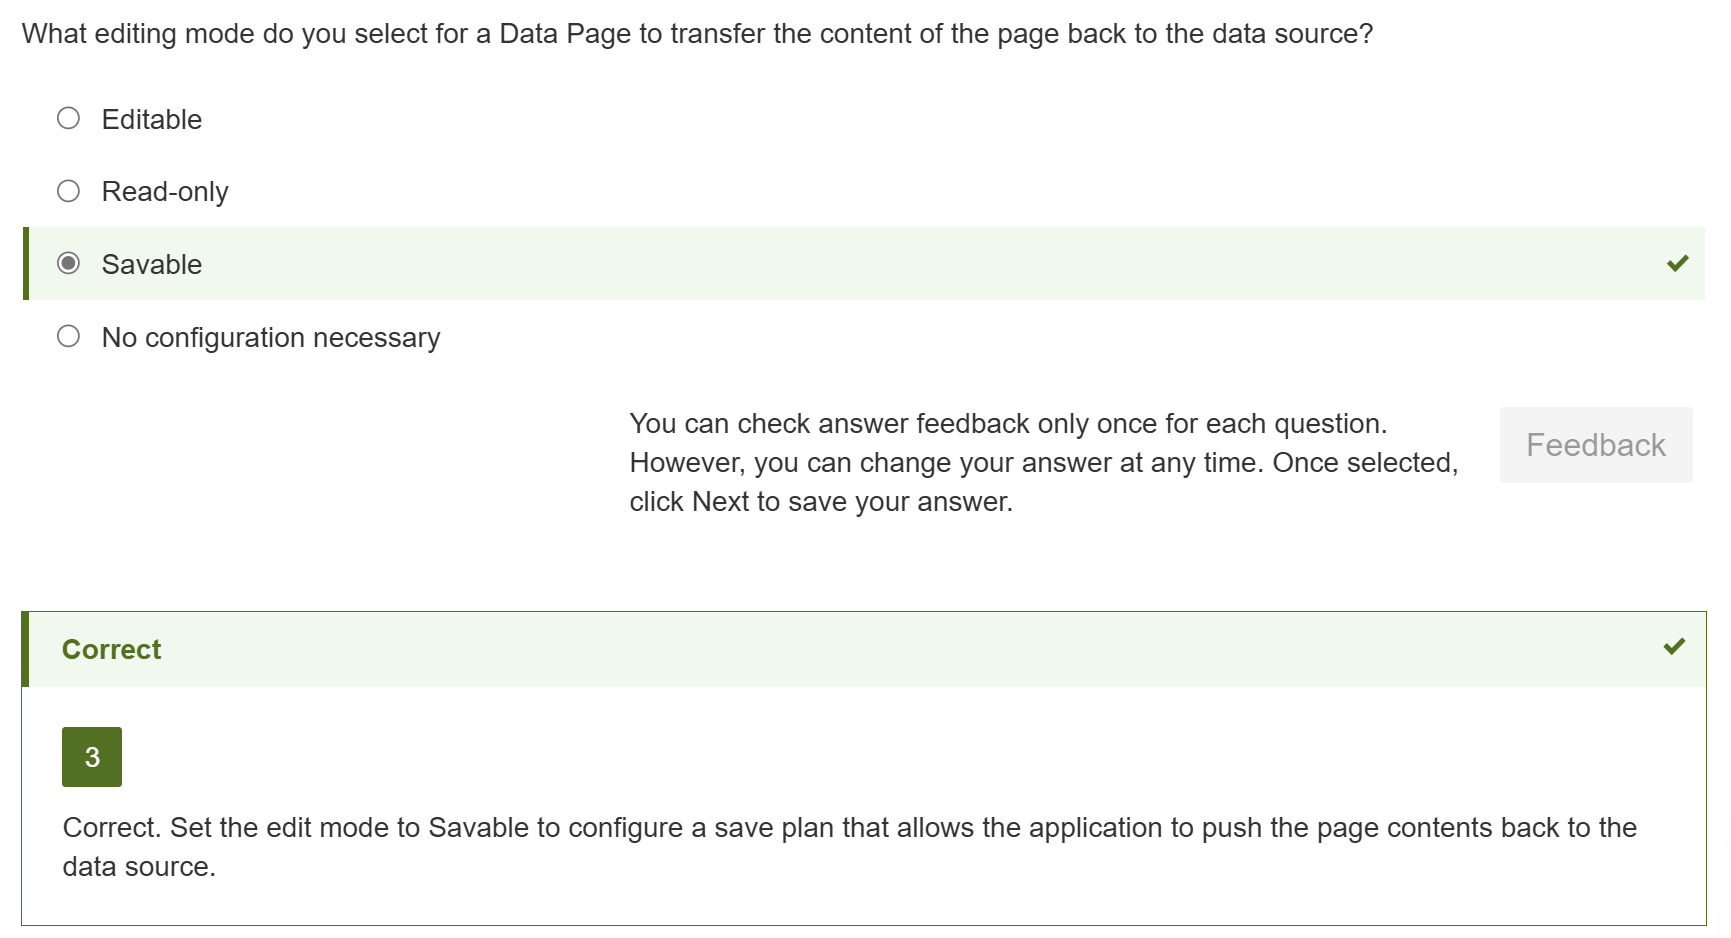 What editing mode do you select for a Data Page to transfer the content of the page back to the data source?
Editable
Read-only
Savable
No configuration necessary
You can check answer feedback only once for each question.
However, you can change your answer at any time. Once selected,
click Next to save your answer.
Feedback
Correct
3
Correct. Set the edit mode to Savable to configure a save plan that allows the application to push the page contents back to the
data source.